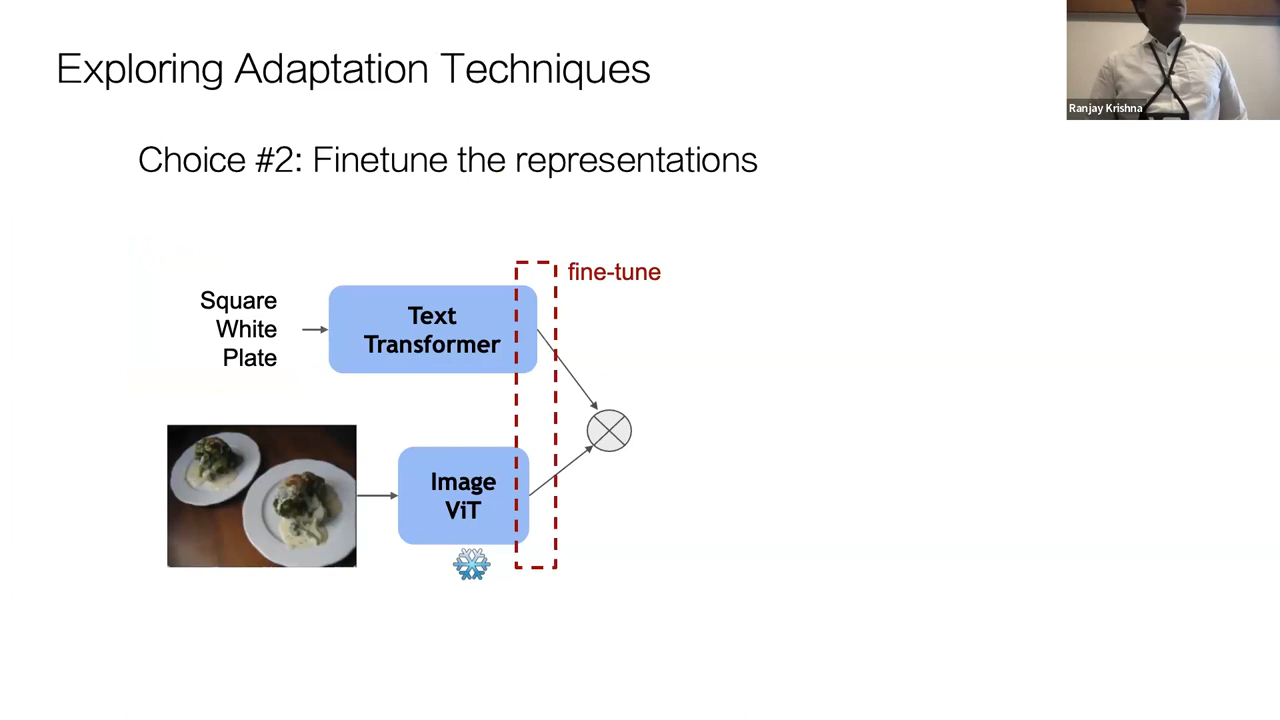 Exploring Adaptation Techniques
Ranjay Krishna
Choice #2: Finetune the representations
fine-tune
Square
White
Plate
Text
Transformer
Image
ViT